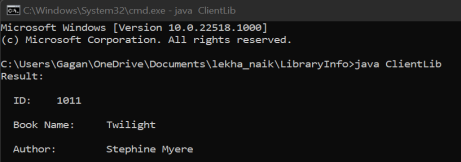 C:\Windows\System32\cmd.exe - java ClientLib
Microsoft Windows [Version 10.0.22518.1000]
(c) Microsoft Corporation. All rights reserved.
C:\Users\Gagan\OneDrive\Documents\lekha_naik\LibraryInfo>java ClientLib
Result:
ID: 1011
Book Name: Twilight
Author: Stephine Myere